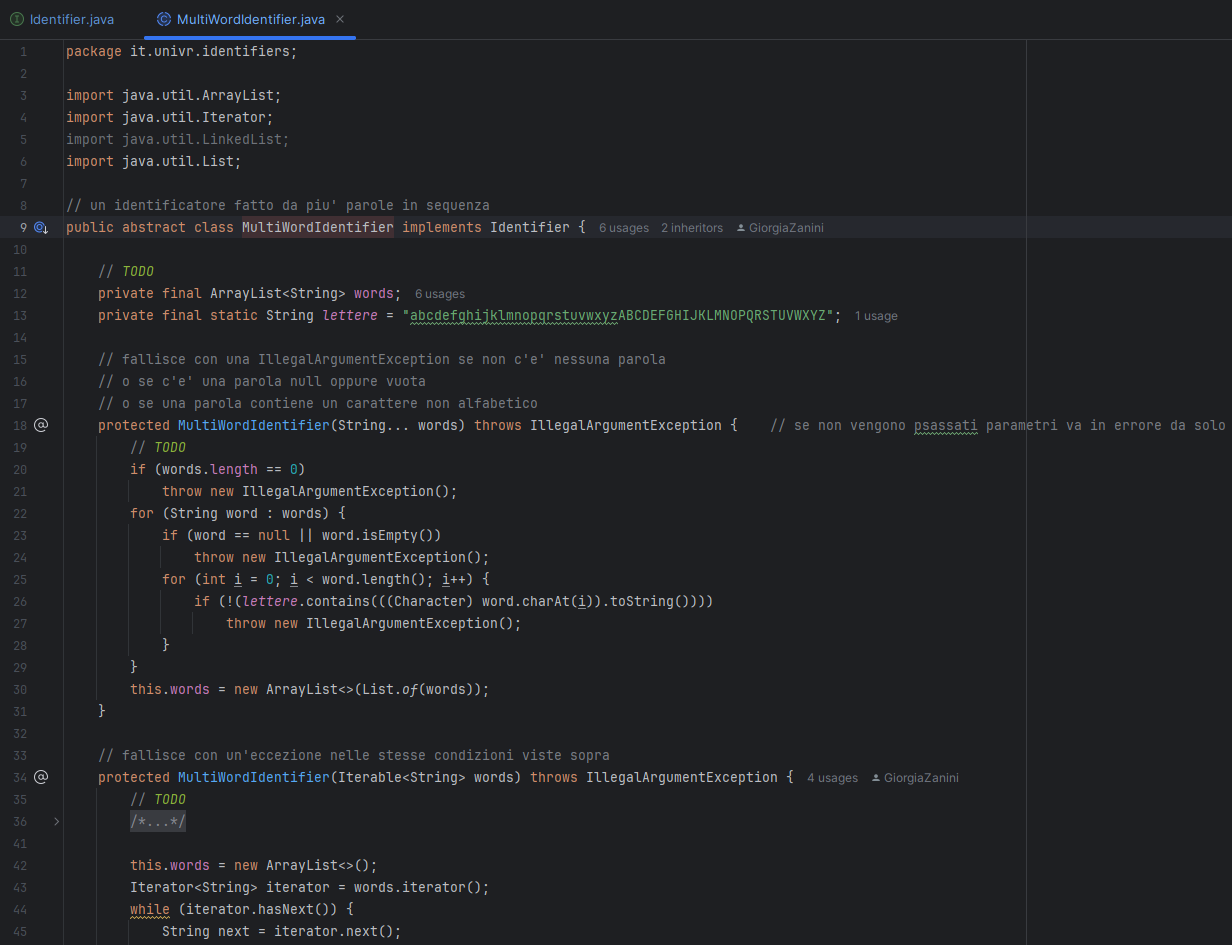 Identifier.java MultiWordIdentifier.java
1 package it.univr.identifiers;
2
3 import java.util.ArrayList;
4 import java.util.Iterator;
5 import java.util.LinkedList;
6 import java.util.List;
7
8 // un identificatore fatto da piu' parole in sequenza
9 public abstract class MultiWordIdentifier implements Identifier { 6 usages 2 inheritors GiorgiaZanini
10
11 // TODO
12 private final ArrayList<String> words; 6 usages
13 private final static String lettere = "abcdefghijklmnopqrstuvwxyzABCDEFGHIJKLMNOPQRSTUVWXYZ"; 1 usage
14
15 // fallisce con una IllegalArgumentException se non c'e' nessuna parola
16 // o se c'e' una parola null oppure vuota
17 // o se una parola contiene un carattere non alfabetico
18 protected MultiWordIdentifier(String... words) throws IllegalArgumentException { // se non vengono psassati parametri va in errore da solo
19 // TODO
20 if (words.length == 0)
21 throw new IllegalArgumentException();
22 for (String word : words) {
23 if (word == null || word.isEmpty())
24 throw new IllegalArgumentException();
25 for (int i = 0; i < word.length(); i++) {
26 if (!(lettere.contains(((Character) word.charAt(i)).toString())))
27 throw new IllegalArgumentException();
28 }
29 }
30 this.words = new ArrayList<>(List.of(words));
31 }
32
33 // fallisce con un'eccezione nelle stesse condizioni viste sopra
34 protected MultiWordIdentifier(Iterable<String> words) throws IllegalArgumentException { 4 usages GiorgiaZanini
35 // TODO
36 /*...*/
41
42 this.words = new ArrayList<>();
43 Iterator<String> iterator = words.iterator();
44 while (iterator.hasNext()) {
45 String next = iterator.next();